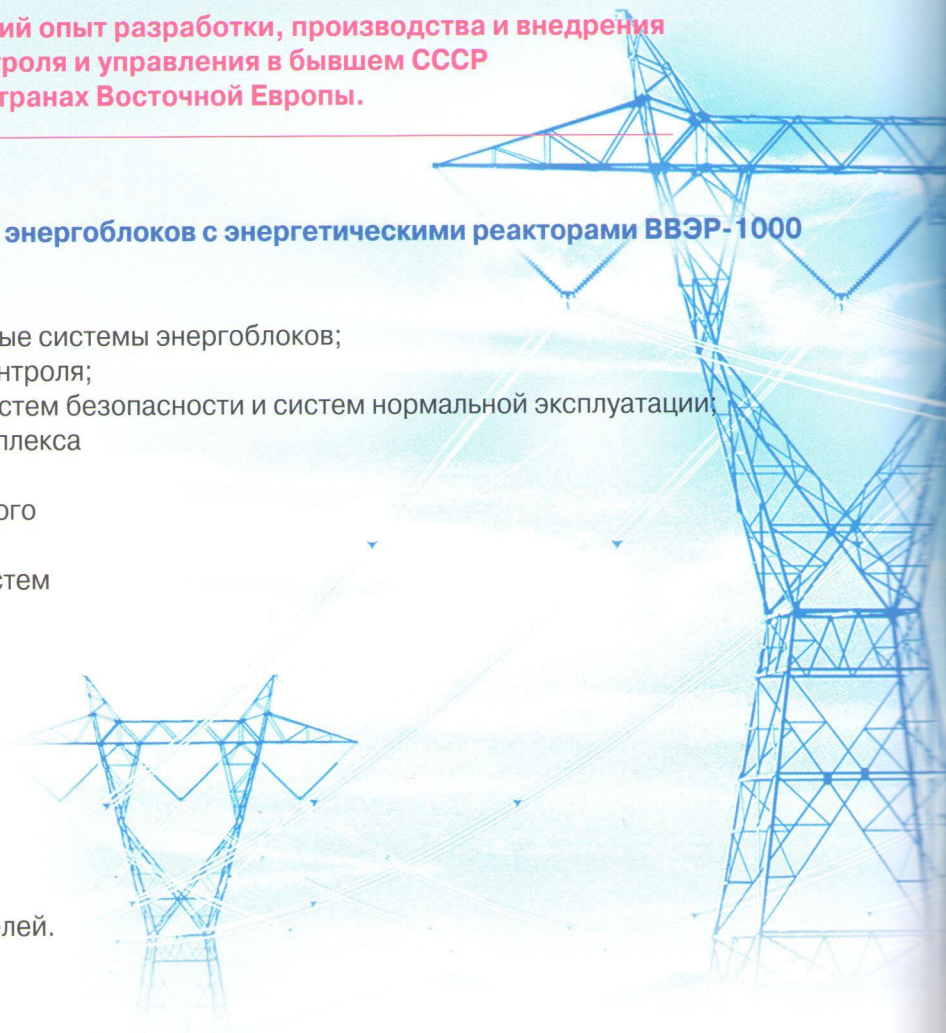 ий опыт разработки, производства и внедрения
троля и управления в бывшем СССР
транах Восточной Европы.
энергоблоков с энергетическими реакторами ВВЭР-1000
ые системы энергоблоков;
нтроля;
стем безопасности и систем нормальной эксплуатации;
плекса
ого
стем
лей.